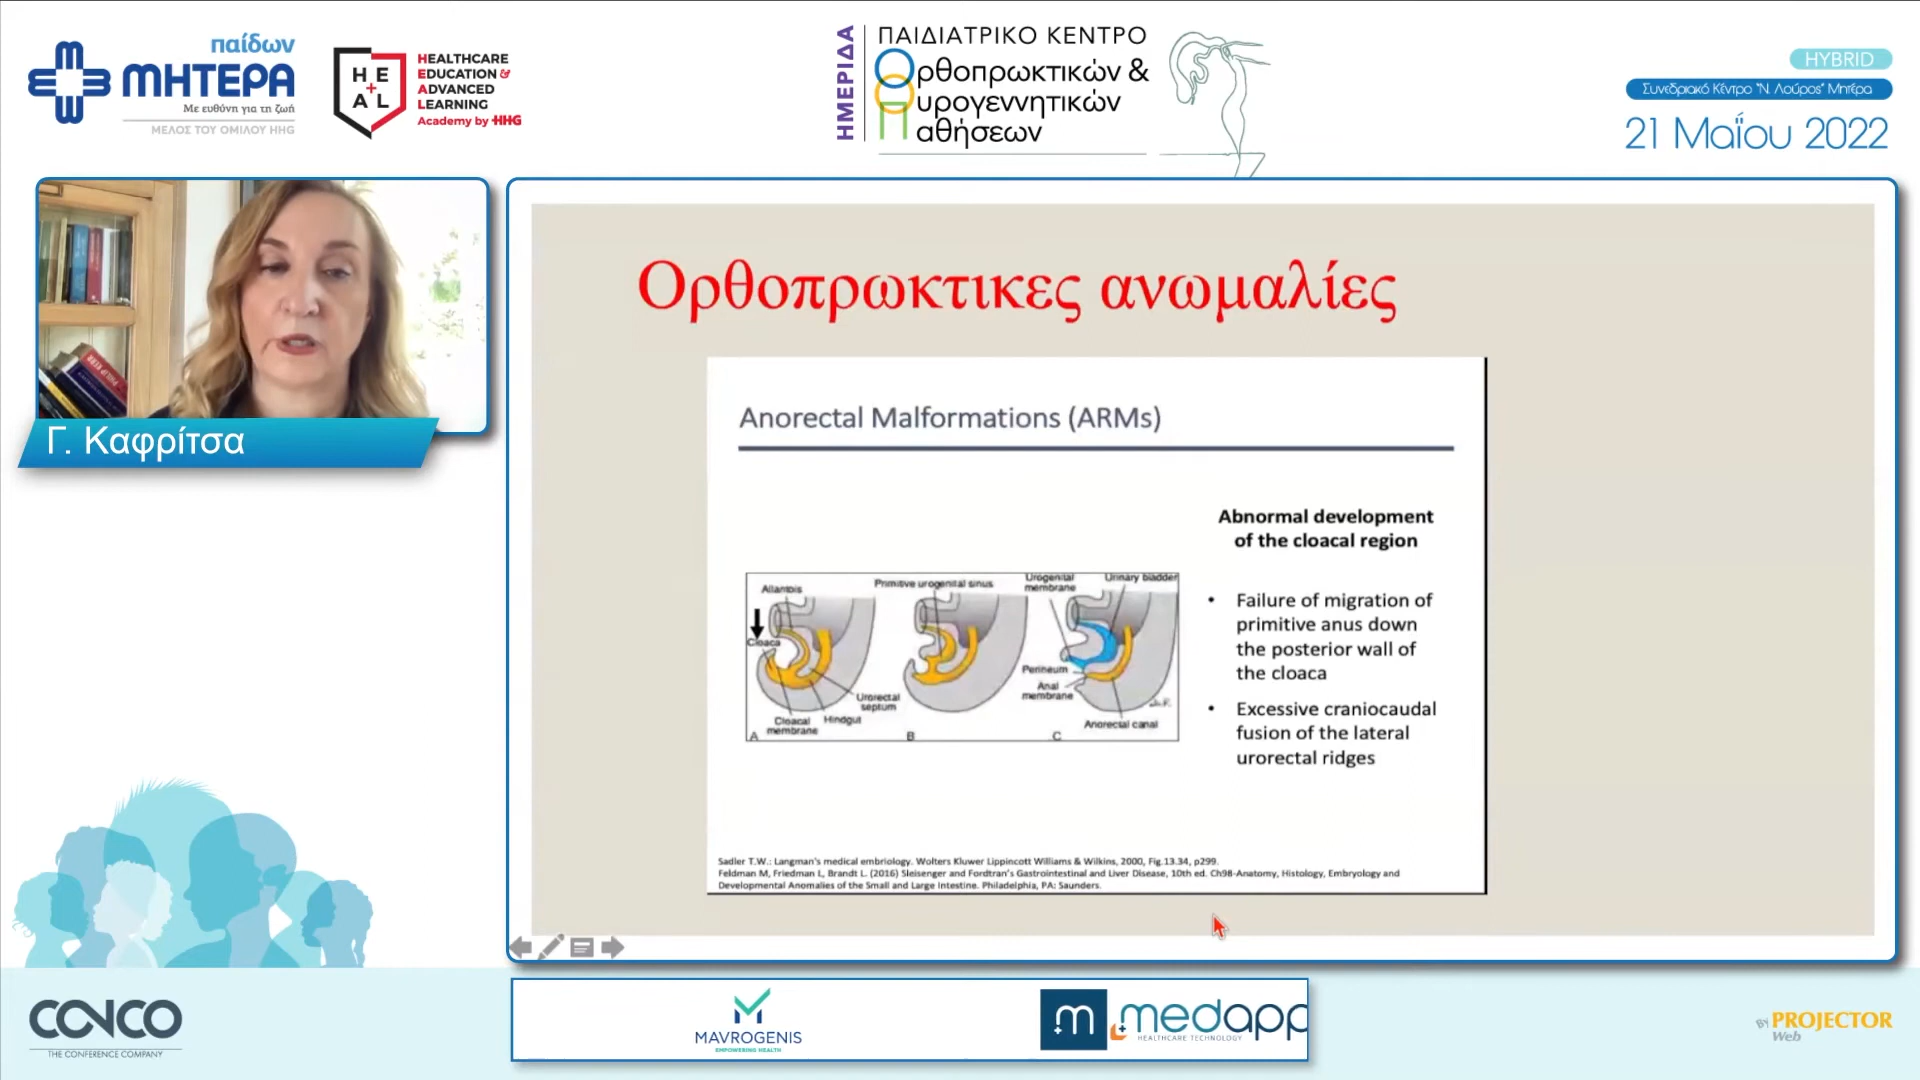 παίδων
ΜΗΤΕΡΑ
Με ευθύνη για τη ζωή
ΜΕΛΟΣ ΤΟΥ ΟΜΙΛΟΥ HHG
HE
AL
HEALTHCARE
EDUCATION &
ADVANCED
LEARNING
Academy by HHG
ΗΜΕΡΙΔΑ
ΠΑΙΔΙΑΤΡΙΚΟ ΚΕΝΤΡΟ
Ορθοπρωκτικών &
Ουρογεννητικών
Παθήσεων
HYBRID
Συνεδριακό Κέντρο "Ν. Λούρος" Μητέρα
21 Μαΐου 2022
Γ. Καφρίτσα
Ορθοπρωκτικες ανωμαλίες
Anorectal Malformations (ARMs)
Abnormal development
of the cloacal region
• Failure of migration of
primitive anus down
the posterior wall of
the cloaca
• Excessive craniocaudal
fusion of the lateral
urorectal ridges
Allantois
Cloaca
Cloacal
membrane
Hindgut
Urorectal
septum
A
Primitive urogenital sinus
B
Urogenital
membrane
Urinary bladder
Perineum
Anal
membrane
Anorectal canal
C
Sadler T.W.: Langman's medical embriology. Wolters Kluwer Lippincott Williams & Wilkins, 2000, Fig.13.34, p299.
Feldman M, Friedman L, Brandt L. (2016) Sleisenger and Fordtran's Gastrointestinal and Liver Disease, 10th ed. Ch98-Anatomy, Histology, Embryology and
Developmental Anomalies of the Small and Large Intestine. Philadelphia, PA: Saunders.
CONCO
THE CONFERENCE COMPANY
MAVROGENIS
EMPOWERING HEALTH
m medapp
HEALTHCARE TECHNOLOGY
BY PROJECTOR
Web